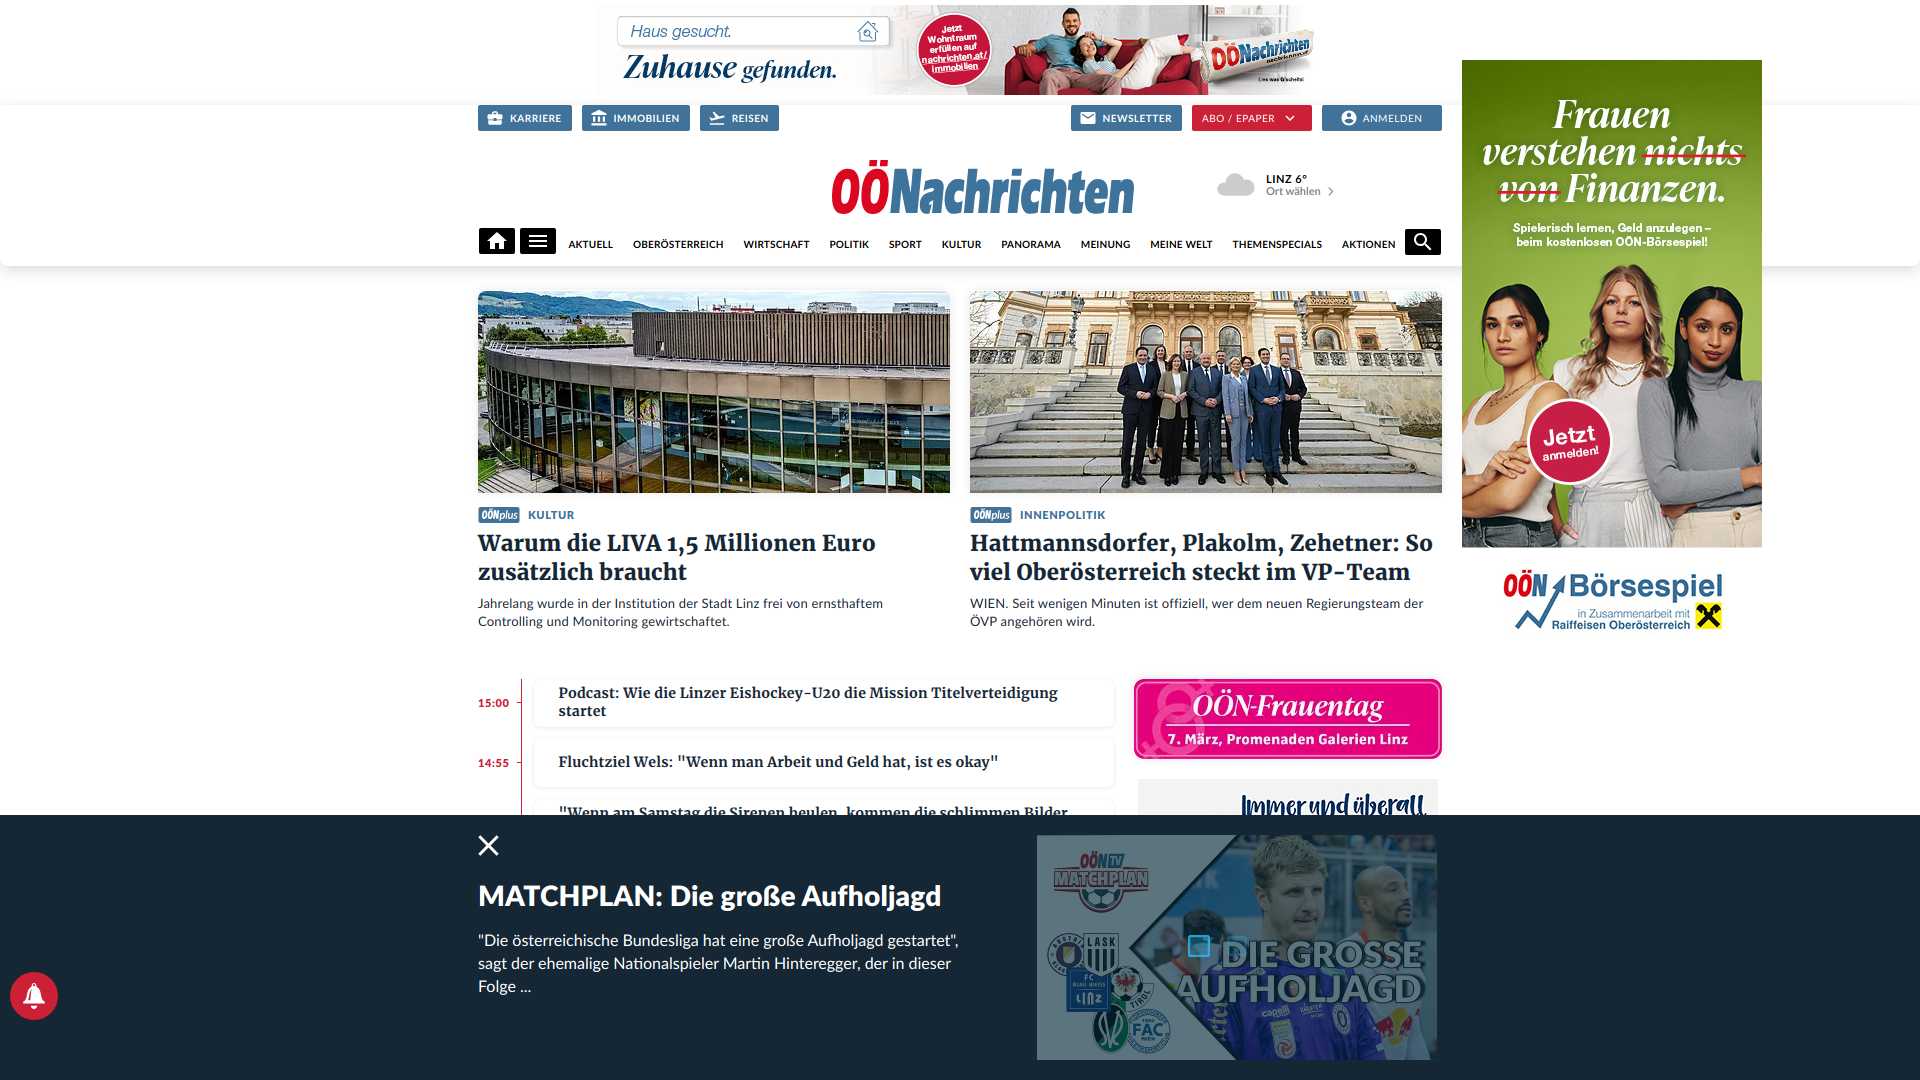 Haus gesucht.
Zuhause gefunden.
Jetzt
Wohntraum
erfüllen auf
nachrichten.at/
immobilien
OÖNachrichten
Lies was G'scheits!
KARRIERE
IMMOBILIEN
REISEN
NEWSLETTER
ABO / EPAPER
ANMELDEN
OÖNachrichten
LINZ 6°
Ort wählen
AKTUELL
OBERÖSTERREICH
WIRTSCHAFT
POLITIK
SPORT
KULTUR
PANORAMA
MEINUNG
MEINE WELT
THEMENSPECIALS
AKTIONEN
Frauen
verstehen nichts
von Finanzen.
Spielerisch lernen, Geld anzulegen –
beim kostenlosen OÖN-Börsespiel!
Jetzt
anmelden!
OÖN Börsespiel
in Zusammenarbeit mit
Raiffeisen Oberösterreich
OÖNplus KULTUR
Warum die LIVA 1,5 Millionen Euro
zusätzlich braucht
Jahrelang wurde in der Institution der Stadt Linz frei von ernsthaftem
Controlling und Monitoring gewirtschaftet.
OÖNplus INNENPOLITIK
Hattmannsdorfer, Plakolm, Zehetner: So
viel Oberösterreich steckt im VP-Team
WIEN. Seit wenigen Minuten ist offiziell, wer dem neuen Regierungsteam der
ÖVP angehören wird.
15:00
Podcast: Wie die Linzer Eishockey-U20 die Mission Titelverteidigung
startet
14:55
Fluchtziel Wels: "Wenn man Arbeit und Geld hat, ist es okay"
"Wenn am Samstag die Sirenen heulen, kommen die schlimmen Bilder
OÖN-Frauentag
7. März, Promenaden Galerien Linz
Immer und überall
MATCHPLAN: Die große Aufholjagd
"Die österreichische Bundesliga hat eine große Aufholjagd gestartet",
sagt der ehemalige Nationalspieler Martin Hinteregger, der in dieser
Folge ...
OÖN TV
MATCHPLAN
LASK
FC
BLAU WEISS
LINZ
TIROL
FAC
DIE GROSSE
AUFHOLJAGD